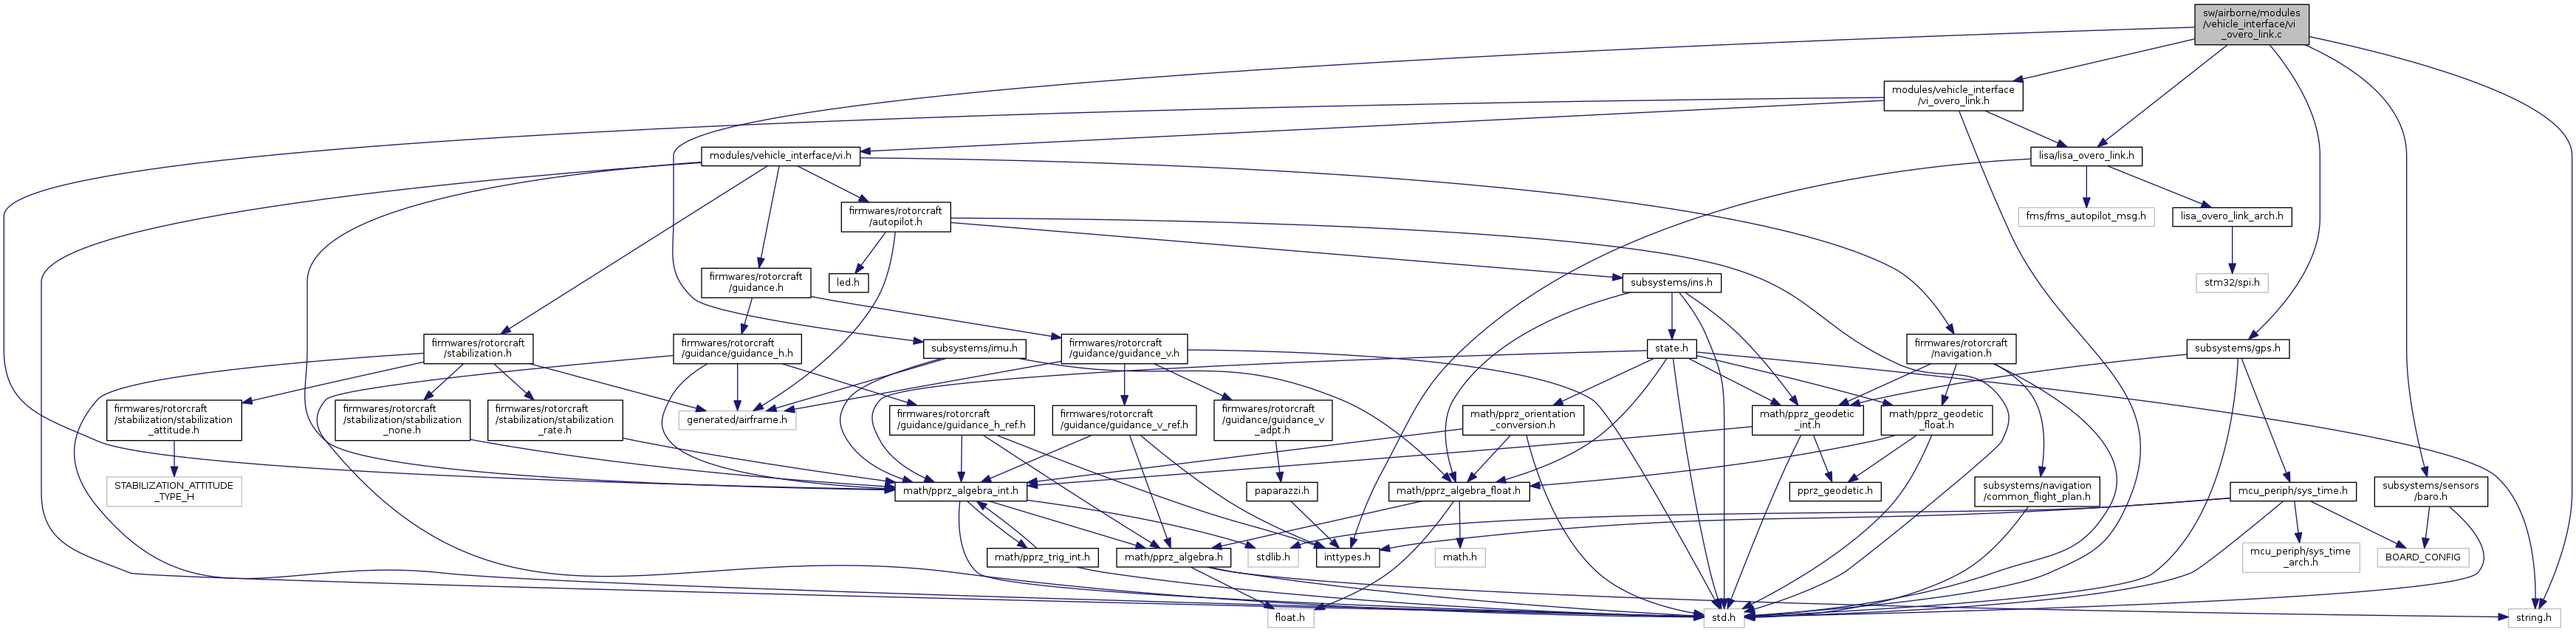 sw/airborne/modules
/vehicle_interface/vi
_overo_link.c
modules/vehicle_interface
/vi_overo_link.h
modules/vehicle_interface/vi.h
lisa/lisa_overo_link.h
firmwares/rotorcraft
/autopilot.h
fms/fms_autopilot_msg.h
lisa_overo_link_arch.h
firmwares/rotorcraft
/guidance.h
led.h
subsystems/ins.h
stm32/spi.h
firmwares/rotorcraft
/stabilization.h
firmwares/rotorcraft
/guidance/guidance_h.h
subsystems/imu.h
firmwares/rotorcraft
/guidance/guidance_v.h
state.h
firmwares/rotorcraft
/navigation.h
subsystems/gps.h
firmwares/rotorcraft
/stabilization/stabilization
_attitude.h
firmwares/rotorcraft
/stabilization/stabilization
_none.h
firmwares/rotorcraft
/stabilization/stabilization
_rate.h
generated/airframe.h
firmwares/rotorcraft
/guidance/guidance_h_ref.h
firmwares/rotorcraft
/guidance/guidance_v_ref.h
firmwares/rotorcraft
/guidance/guidance_v
_adpt.h
math/pprz_orientation
_conversion.h
math/pprz_geodetic
_int.h
math/pprz_geodetic
_float.h
STABILIZATION_ATTITUDE
_TYPE_H
math/pprz_algebra_int.h
paparazzi.h
math/pprz_algebra_float.h
pprz_geodetic.h
subsystems/navigation
/common_flight_plan.h
mcu_periph/sys_time.h
subsystems/sensors
/baro.h
math/pprz_trig_int.h
math/pprz_algebra.h
stdlib.h
inttypes.h
math.h
mcu_periph/sys_time
_arch.h
BOARD_CONFIG
float.h
std.h
string.h